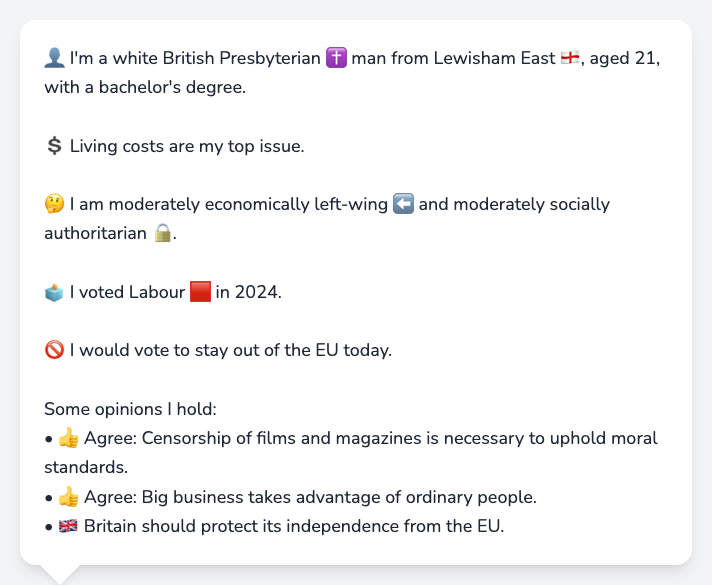 👤 I'm a white British Presbyterian ✝️ man from Lewisham East 🏴󠁧󠁢󠁥󠁮󠁧󠁿, aged 21,
with a bachelor's degree.
💲 Living costs are my top issue.
🤔 I am moderately economically left-wing ⬅️ and moderately socially
authoritarian 🔒.
🗳️ I voted Labour 🟥 in 2024.
🚫 I would vote to stay out of the EU today.
Some opinions I hold:
• 👍 Agree: Censorship of films and magazines is necessary to uphold moral
standards.
• 👍 Agree: Big business takes advantage of ordinary people.
• 🇬🇧 Britain should protect its independence from the EU.